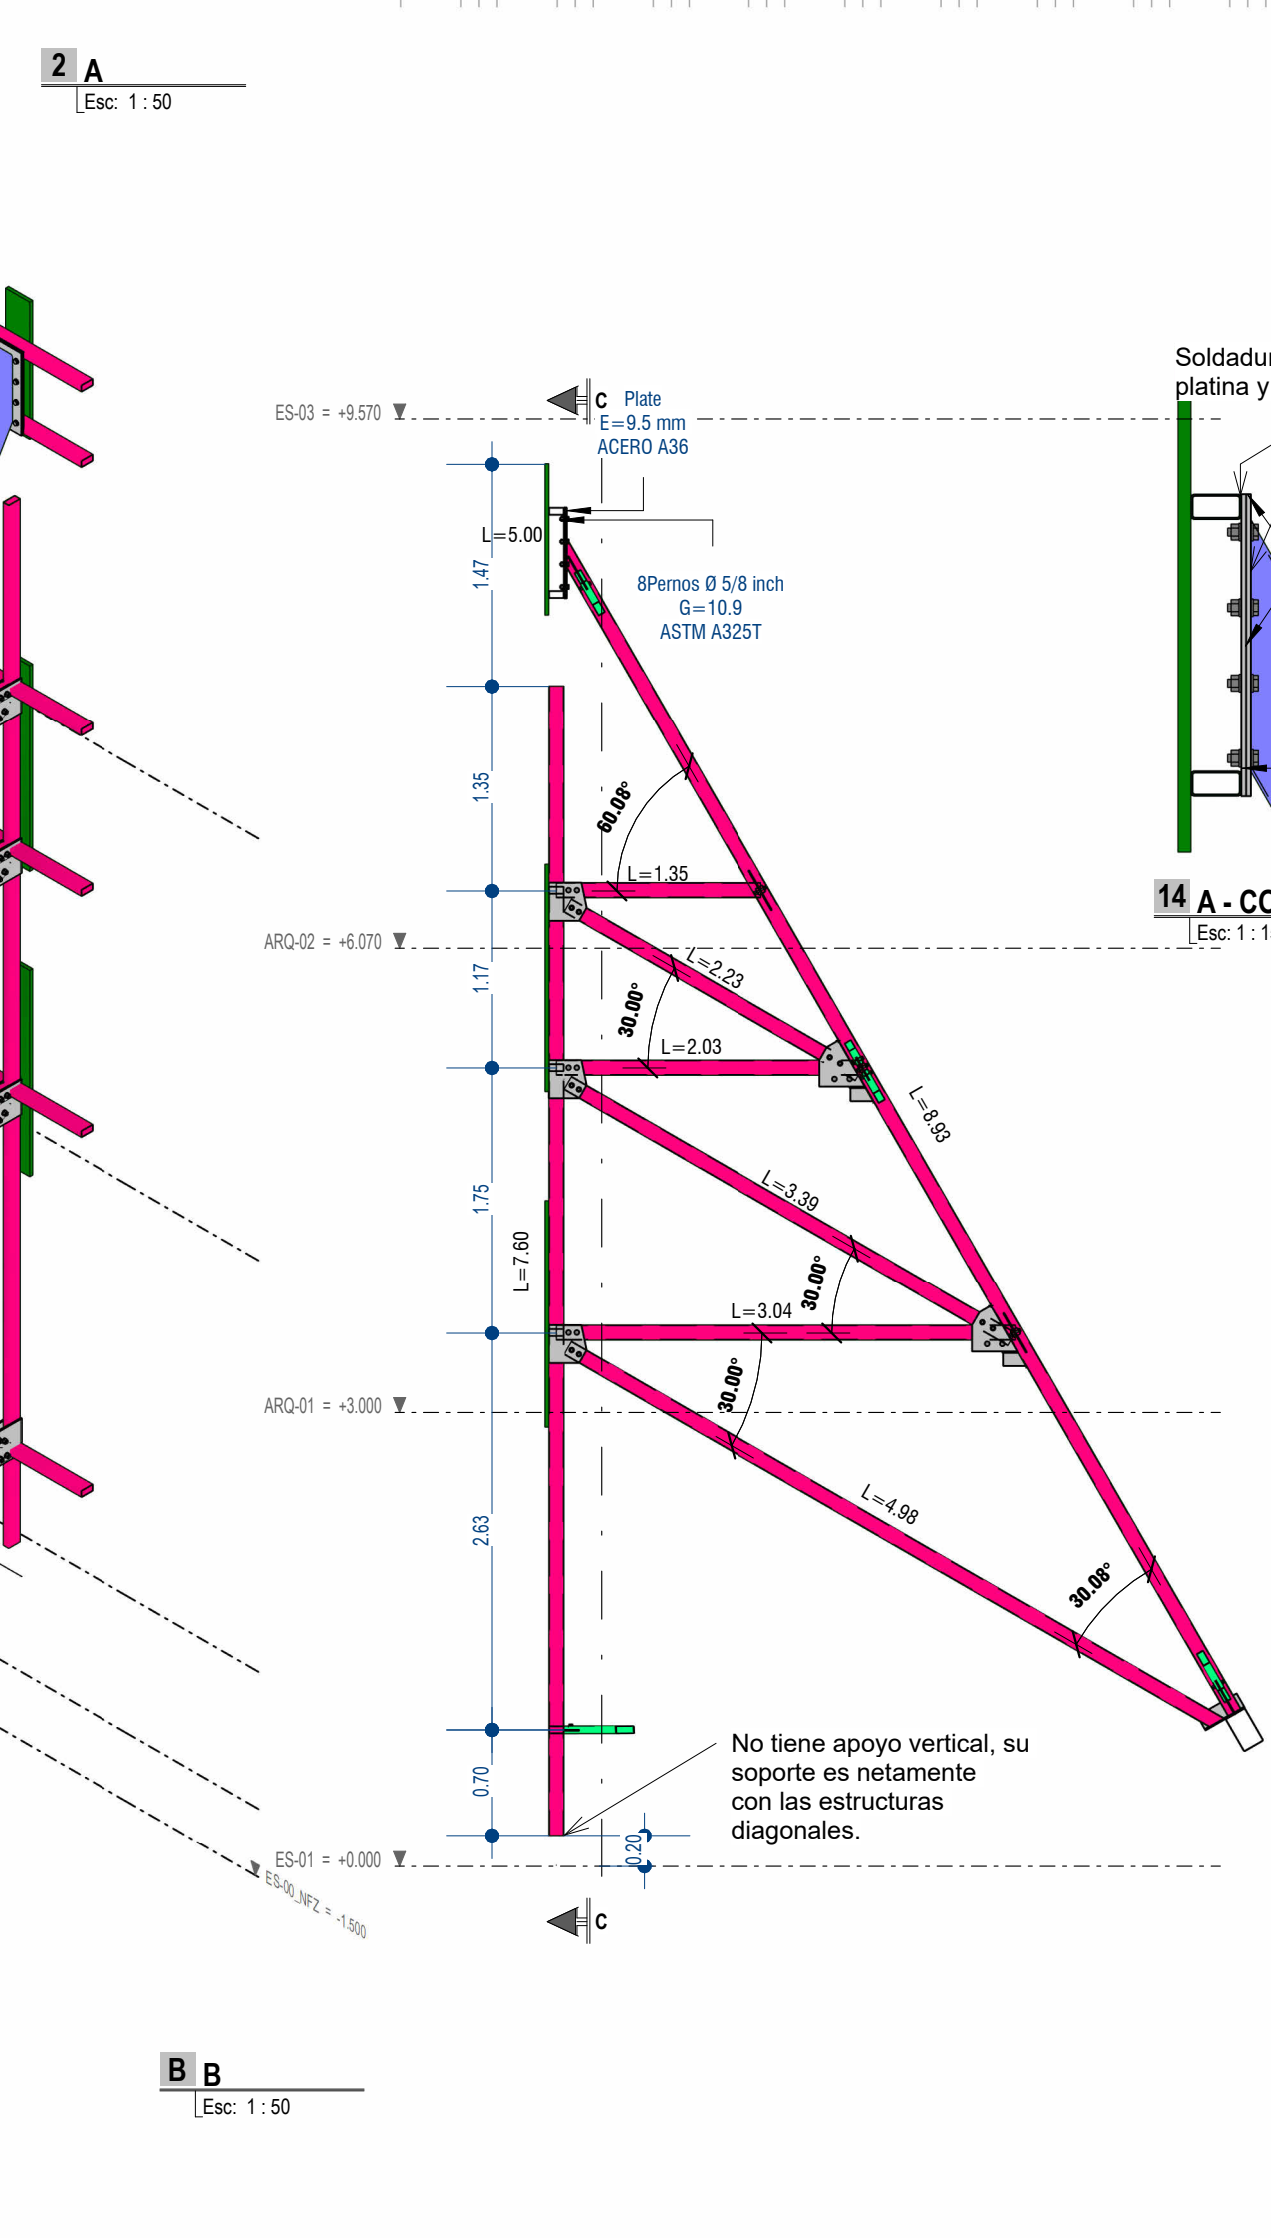 2 A
Esc: 1 : 50
Soldadur
platina y
ES-03 = +9.570
C
Plate
E=9.5 mm
ACERO A36
L=5.00
1.47
8Pernos Ø 5/8 inch
G=10.9
ASTM A325T
1.35
60.08°
L=1.35
14 A - CO
Esc: 1 : 1
ARQ-02 = +6.070
L=2.23
1.17
30.00°
L=2.03
L=8.93
1.75
L=3.39
L=7.60
30.00°
L=3.04
30.00°
ARQ-01 = +3.000
L=4.98
2.63
30.08°
No tiene apoyo vertical, su
soporte es netamente
con las estructuras
diagonales.
0.70
0.20
ES-01 = +0.000
ES-00_NFZ = -1.500
C
B B
Esc: 1 : 50